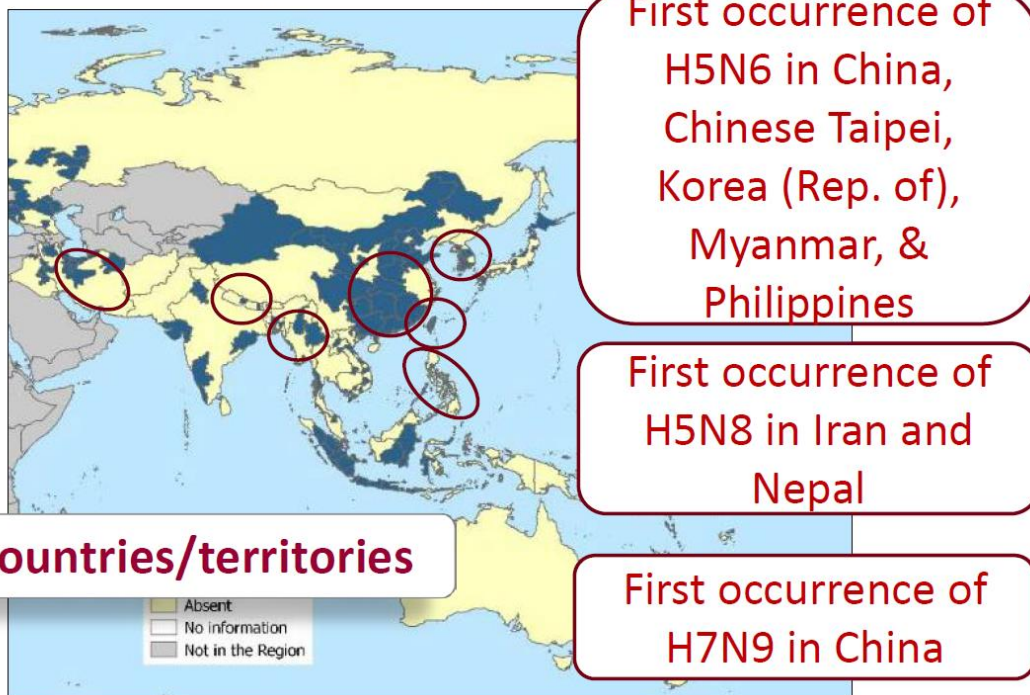 First occurrence of
H5N6 in China,
Chinese Taipei,
Korea (Rep. of),
Myanmar, &
Philippines
First occurrence of
H5N8 in Iran and
Nepal
ountries/territories
Absent
No information
Not in the Region
First occurrence of
H7N9 in China